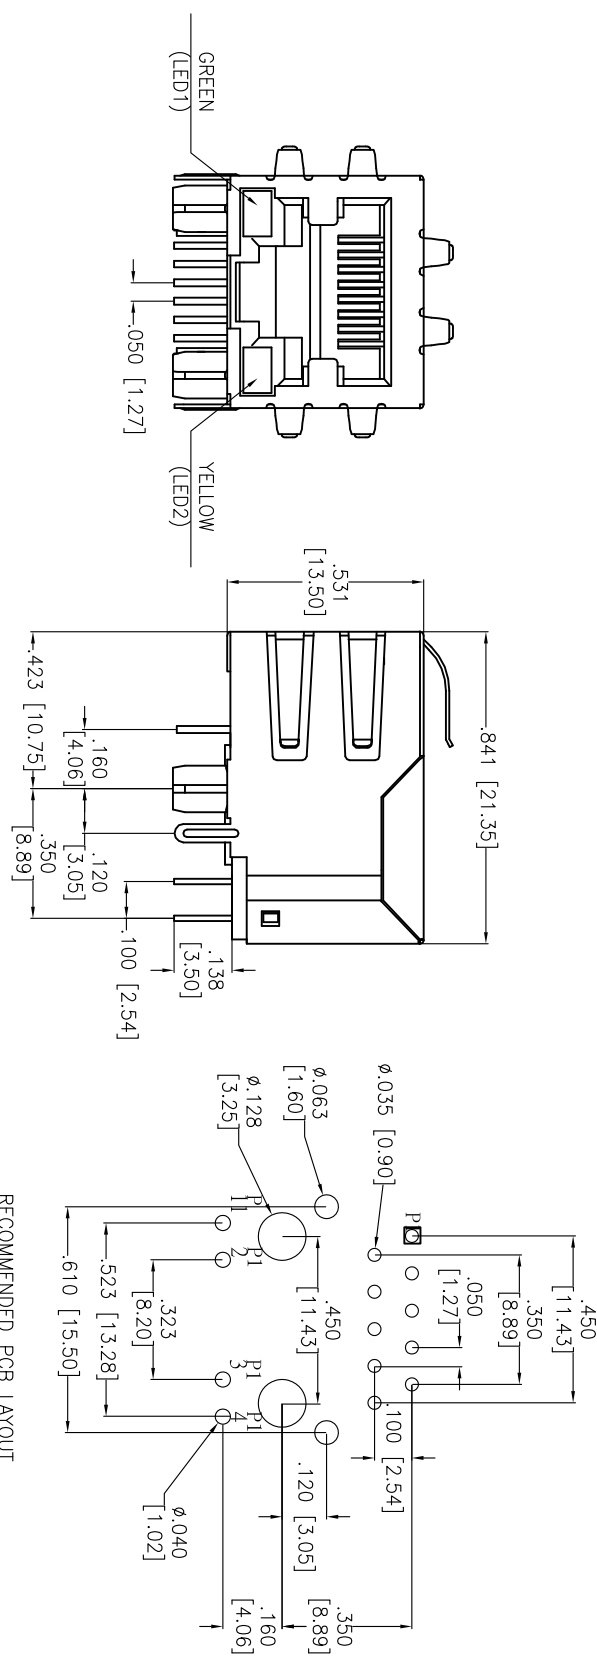 GREEN
(LED1)
.050 [1.27]
YELLOW
(LED2)
.531
[13.50]
.841 [21.35]
.423 [10.75]
.160
[4.06]
.350
[8.89]
.120
[3.05]
.100 [2.54]
.138
[3.50]
.450
[11.43]
.350
[8.89]
.050
[1.27]
.100 [2.54]
ø.035 [0.90]
P1
ø.063
[1.60]
ø.128
[3.25]
.450
[11.43]
P
11
P1
2
P1
3
P1
4
.323
[8.20]
.523 [13.28]
.610 [15.50]
ø.040
[1.02]
.120 [3.05]
.350
[8.89]
.160
[4.06]
RECOMMENDED PCB LAYOUT